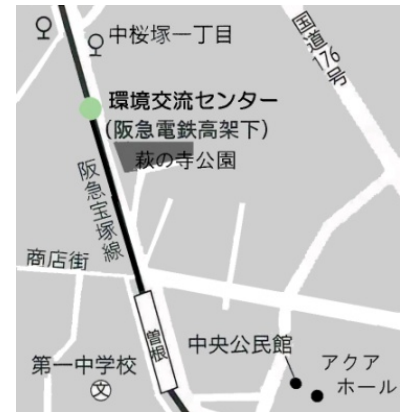 中桜塚一丁目
国道176号
環境交流センター
(阪急電鉄高架下)
萩の寺公園
阪急宝塚線
商店街
曽根
中央公民館
第一中学校
文
アクア
ホール